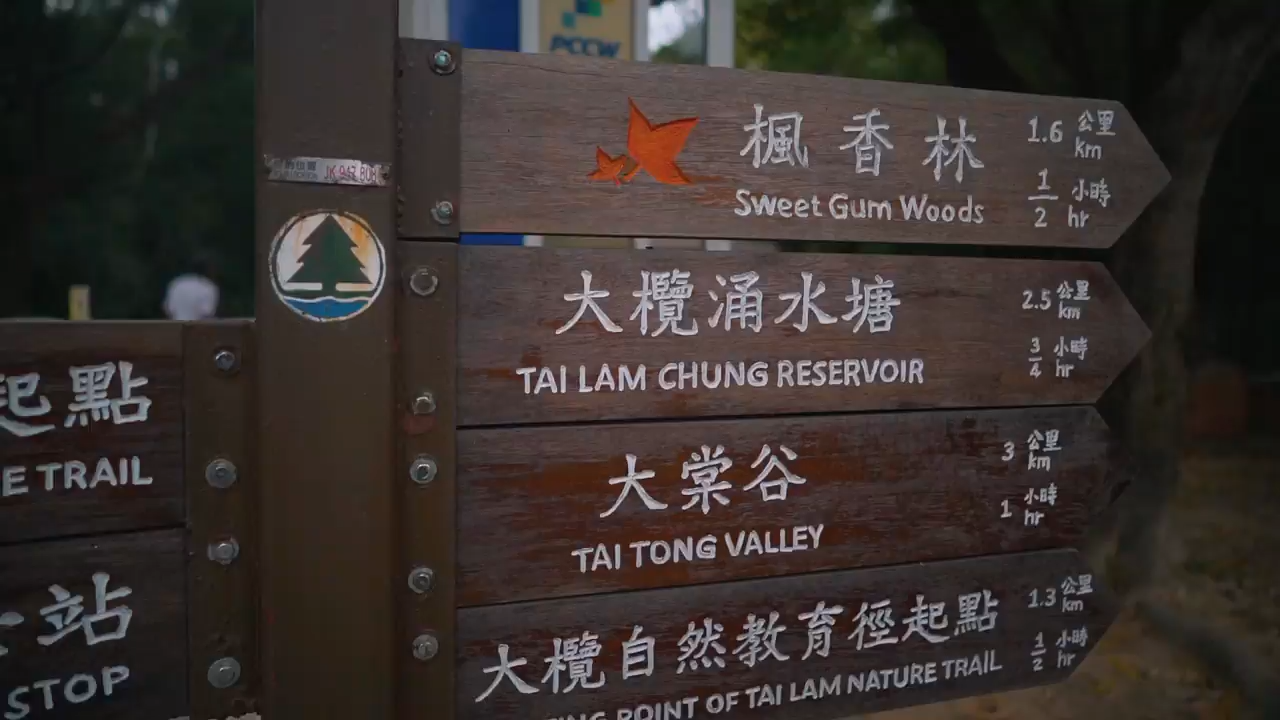 PCCW
楓香林
Sweet Gum Woods
1.6 公里
km
1/2 小時
hr
JK 947 808
大欖涌水塘
TAI LAM CHUNG RESERVOIR
2.5 公里
km
3/4 小時
hr
大棠谷
TAI TONG VALLEY
3 公里
km
1 小時
hr
大欖自然教育徑起點
POINT OF TAI LAM NATURE TRAIL
1.3 公里
km
1/2 小時
hr
起點
E TRAIL
站
STOP